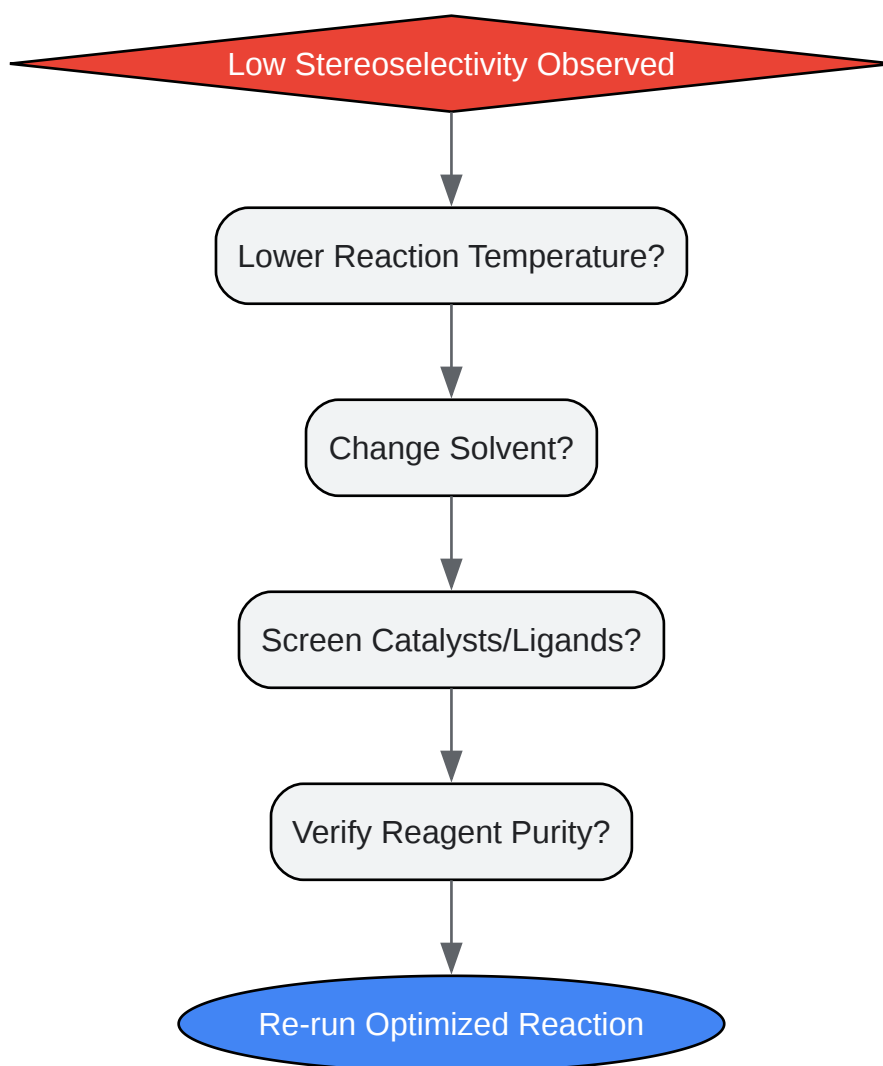 Low Stereoselectivity Observed
Lower Reaction Temperature?
Change Solvent?
Screen Catalysts/Ligands?
Verify Reagent Purity?
Re-run Optimized Reaction